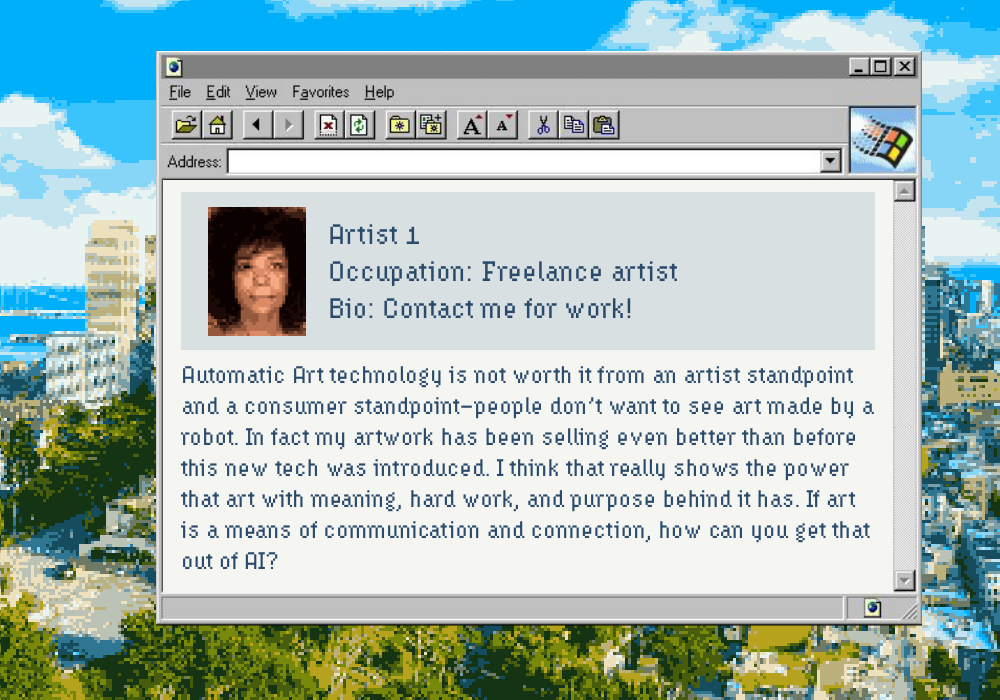 File Edit View Favorites Help
Address:
Artist 1
Occupation: Freelance artist
Bio: Contact me for work!
Automatic Art technology is not worth it from an artist standpoint
and a consumer standpoint–people don't want to see art made by a
robot. In fact my artwork has been selling even better than before
this new tech was introduced. I think that really shows the power
that art with meaning, hard work, and purpose behind it has. If art
is a means of communication and connection, how can you get that
out of AI?